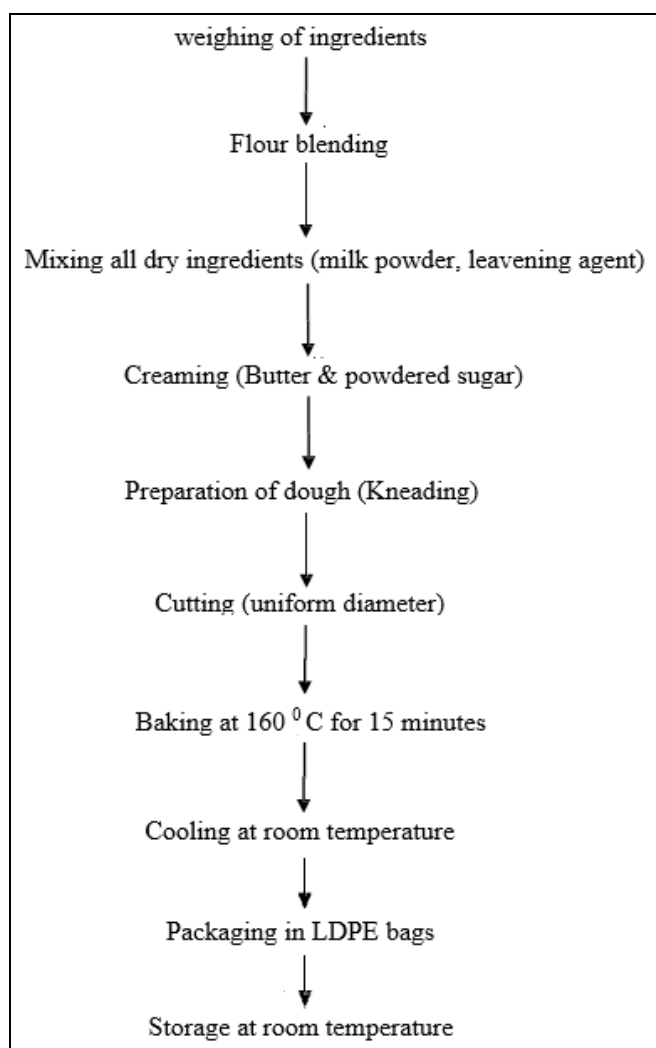 weighing of ingredients
Flour blending
Mixing all dry ingredients (milk powder, leavening agent)
Creaming (Butter & powdered sugar)
Preparation of dough (Kneading)
Cutting (uniform diameter)
Baking at 160 ⁰ C for 15 minutes
Cooling at room temperature
Packaging in LDPE bags
Storage at room temperature